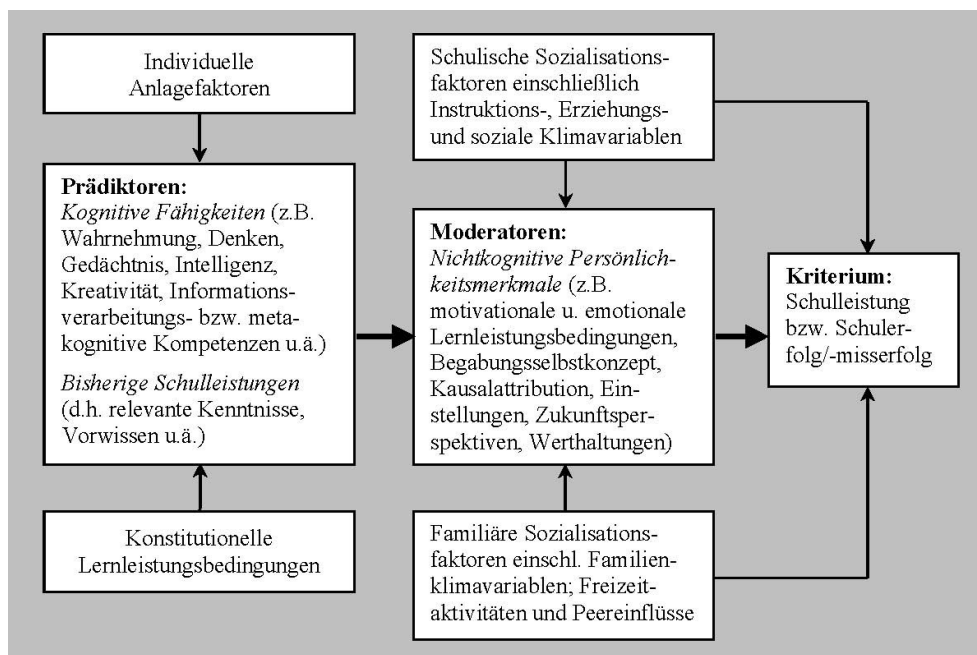 Individuelle
Anlagefaktoren
Prädiktoren:
Kognitive Fähigkeiten (z.B.
Wahrnehmung, Denken,
Gedächtnis, Intelligenz,
Kreativität, Informations-
verarbeitungs- bzw. meta-
kognitive Kompetenzen u.ä.)
Bisherige Schulleistungen
(d.h. relevante Kenntnisse,
Vorwissen u.ä.)
Konstitutionelle
Lernleistungsbedingungen
Schulische Sozialisations-
faktoren einschließlich
Instruktions-, Erziehungs-
und soziale Klimavariablen
Moderatoren:
Nichtkognitive Persönlich-
keitsmerkmale (z.B.
motivationale u. emotionale
Lernleistungsbedingungen,
Begabungsselbstkonzept,
Kausalattribution, Ein-
stellungen, Zukunftsper-
spektiven, Werthaltungen)
Familiäre Sozialisations-
faktoren einschl. Familien-
klimavariablen; Freizeit-
aktivitäten und Peereinflüsse
Kriterium:
Schulleistung
bzw. Schuler-
folg/-misserfolg